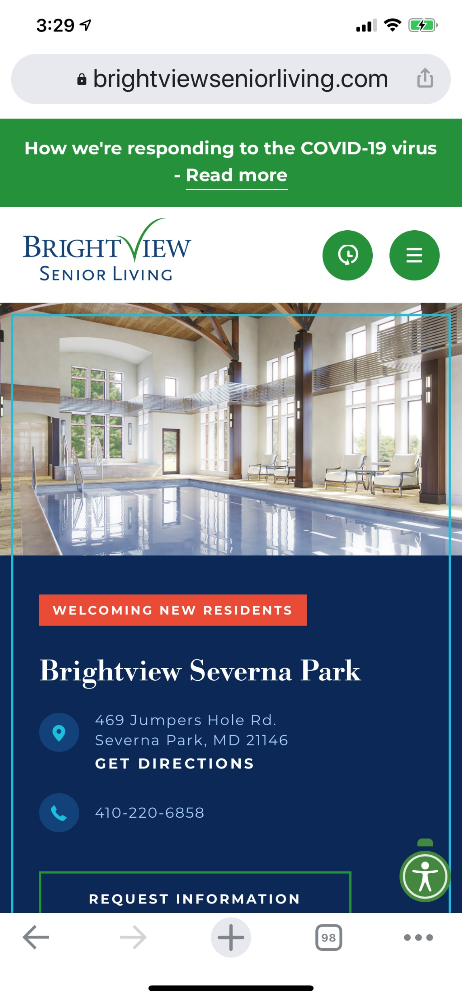 3:29
brightviewseniorliving.com
How we're responding to the COVID-19 virus
- Read more
BRIGHTVIEW
SENIOR LIVING
WELCOMING NEW RESIDENTS
Brightview Severna Park
469 Jumpers Hole Rd.
Severna Park, MD 21146
GET DIRECTIONS
410-220-6858
REQUEST INFORMATION
98